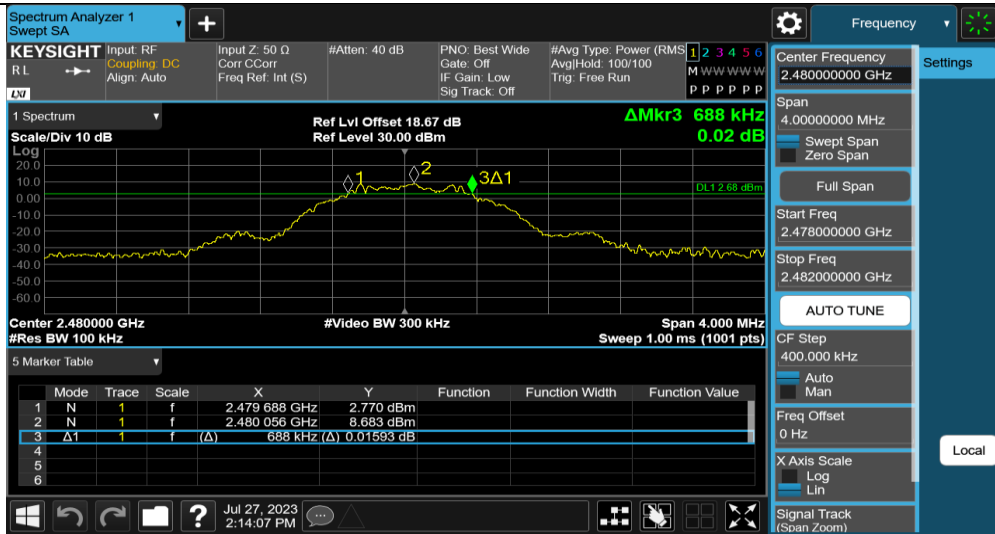 Spectrum Analyzer 1
Swept SA
+
Frequency
KEYSIGHT
R L
LXI
Input: RF
Coupling: DC
Align: Auto
Input Z: 50 Ω
Corr CCorr
Freq Ref: Int (S)
#Atten: 40 dB
PNO: Best Wide
Gate: Off
IF Gain: Low
Sig Track: Off
#Avg Type: Power (RMS
Avg|Hold: 100/100
Trig: Free Run
1 2 3 4 5 6
M W W W W W
P P P P P P
1 Spectrum
Scale/Div 10 dB
Log
Ref Lvl Offset 18.67 dB
Ref Level 30.00 dBm
ΔMkr3 688 kHz
0.02 dB
20.0
10.0
0.00
-10.0
-20.0
-30.0
-40.0
-50.0
-60.0
1
2
3Δ1
DL1 2.68 dBm
Center 2.480000 GHz
#Video BW 300 kHz
Span 4.000 MHz
#Res BW 100 kHz
Sweep 1.00 ms (1001 pts)
5 Marker Table
Mode Trace Scale X Y Function Function Width Function Value
1 N 1 f 2.479 688 GHz 2.770 dBm
2 N 1 f 2.480 056 GHz 8.683 dBm
3 Δ1 1 f (Δ) 688 kHz (Δ) 0.01593 dB
4
5
6
?
Jul 27, 2023
2:14:07 PM
Center Frequency
2.480000000 GHz
Span
4.00000000 MHz
Swept Span
Zero Span
Full Span
Start Freq
2.478000000 GHz
Stop Freq
2.482000000 GHz
AUTO TUNE
CF Step
400.000 kHz
Auto
Man
Freq Offset
0 Hz
X Axis Scale
Log
Lin
Signal Track
(Span Zoom)
Settings
Local